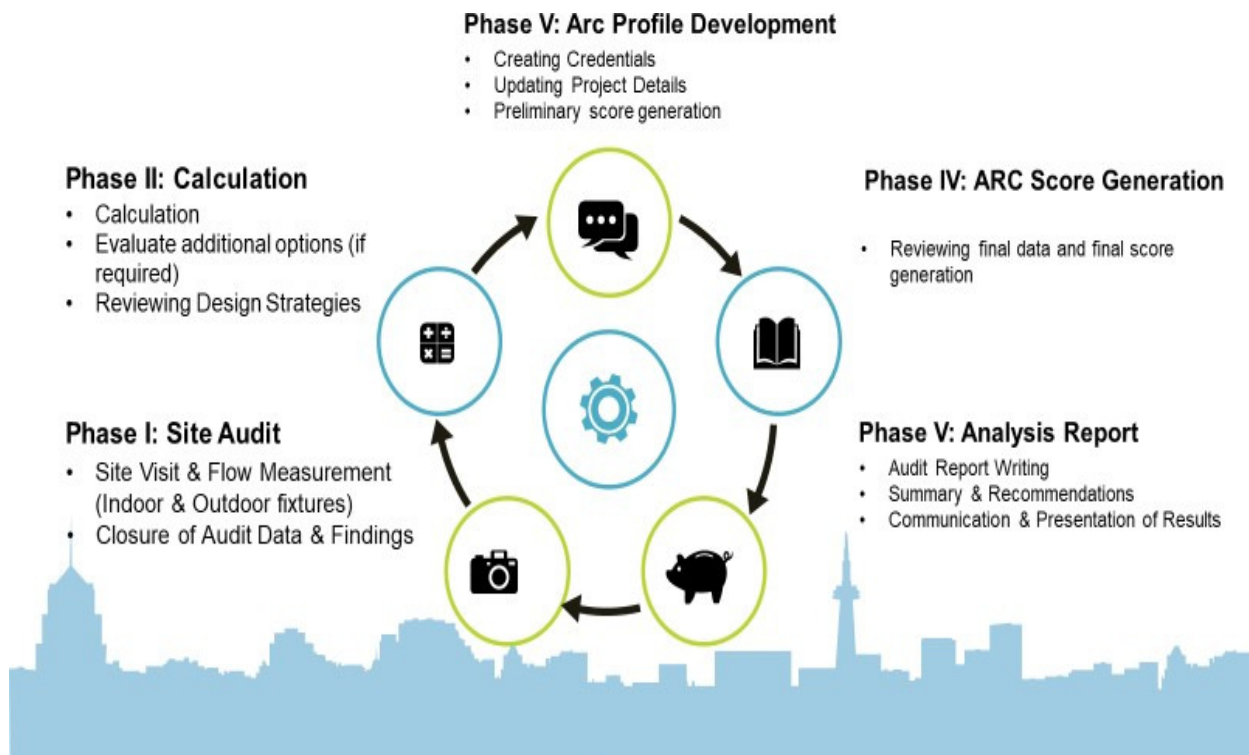 Phase V: Arc Profile Development
• Creating Credentials
• Updating Project Details
• Preliminary score generation
Phase II: Calculation
• Calculation
• Evaluate additional options (if
required)
• Reviewing Design Strategies
Phase IV: ARC Score Generation
• Reviewing final data and final score
generation
Phase I: Site Audit
• Site Visit & Flow Measurement
(Indoor & Outdoor fixtures)
• Closure of Audit Data & Findings
Phase V: Analysis Report
• Audit Report Writing
• Summary & Recommendations
• Communication & Presentation of Results